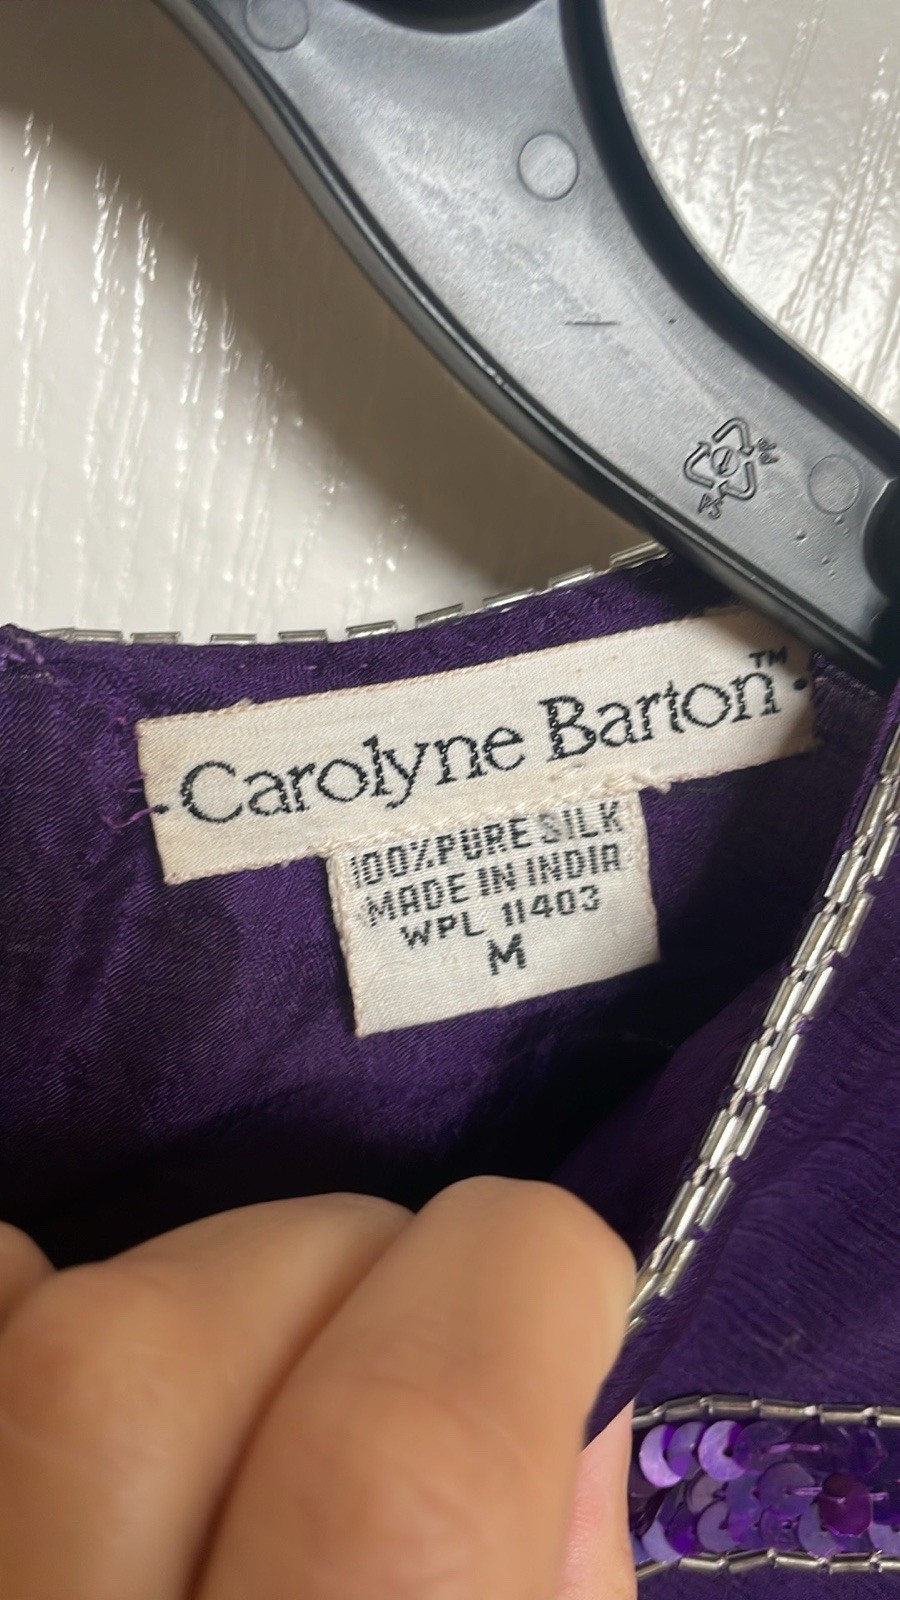 Carolyne Barton™
100% PURE SILK
MADE IN INDIA
WPL 11403
M